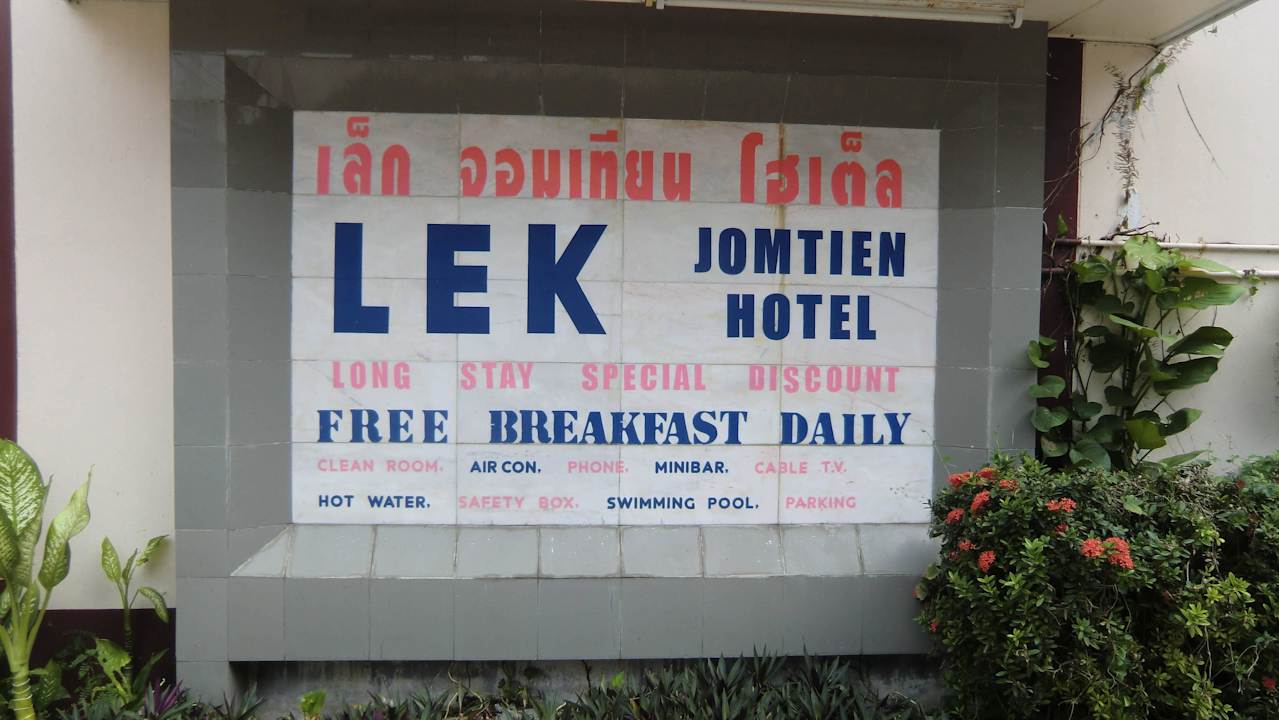 เล็ก จอมเทียน โฮเต็ล
LEK JOMTIEN
HOTEL
LONG STAY SPECIAL DISCOUNT
FREE BREAKFAST DAILY
CLEAN ROOM, AIR CON, PHONE, MINIBAR, CABLE T.V.
HOT WATER, SAFETY BOX, SWIMMING POOL, PARKING